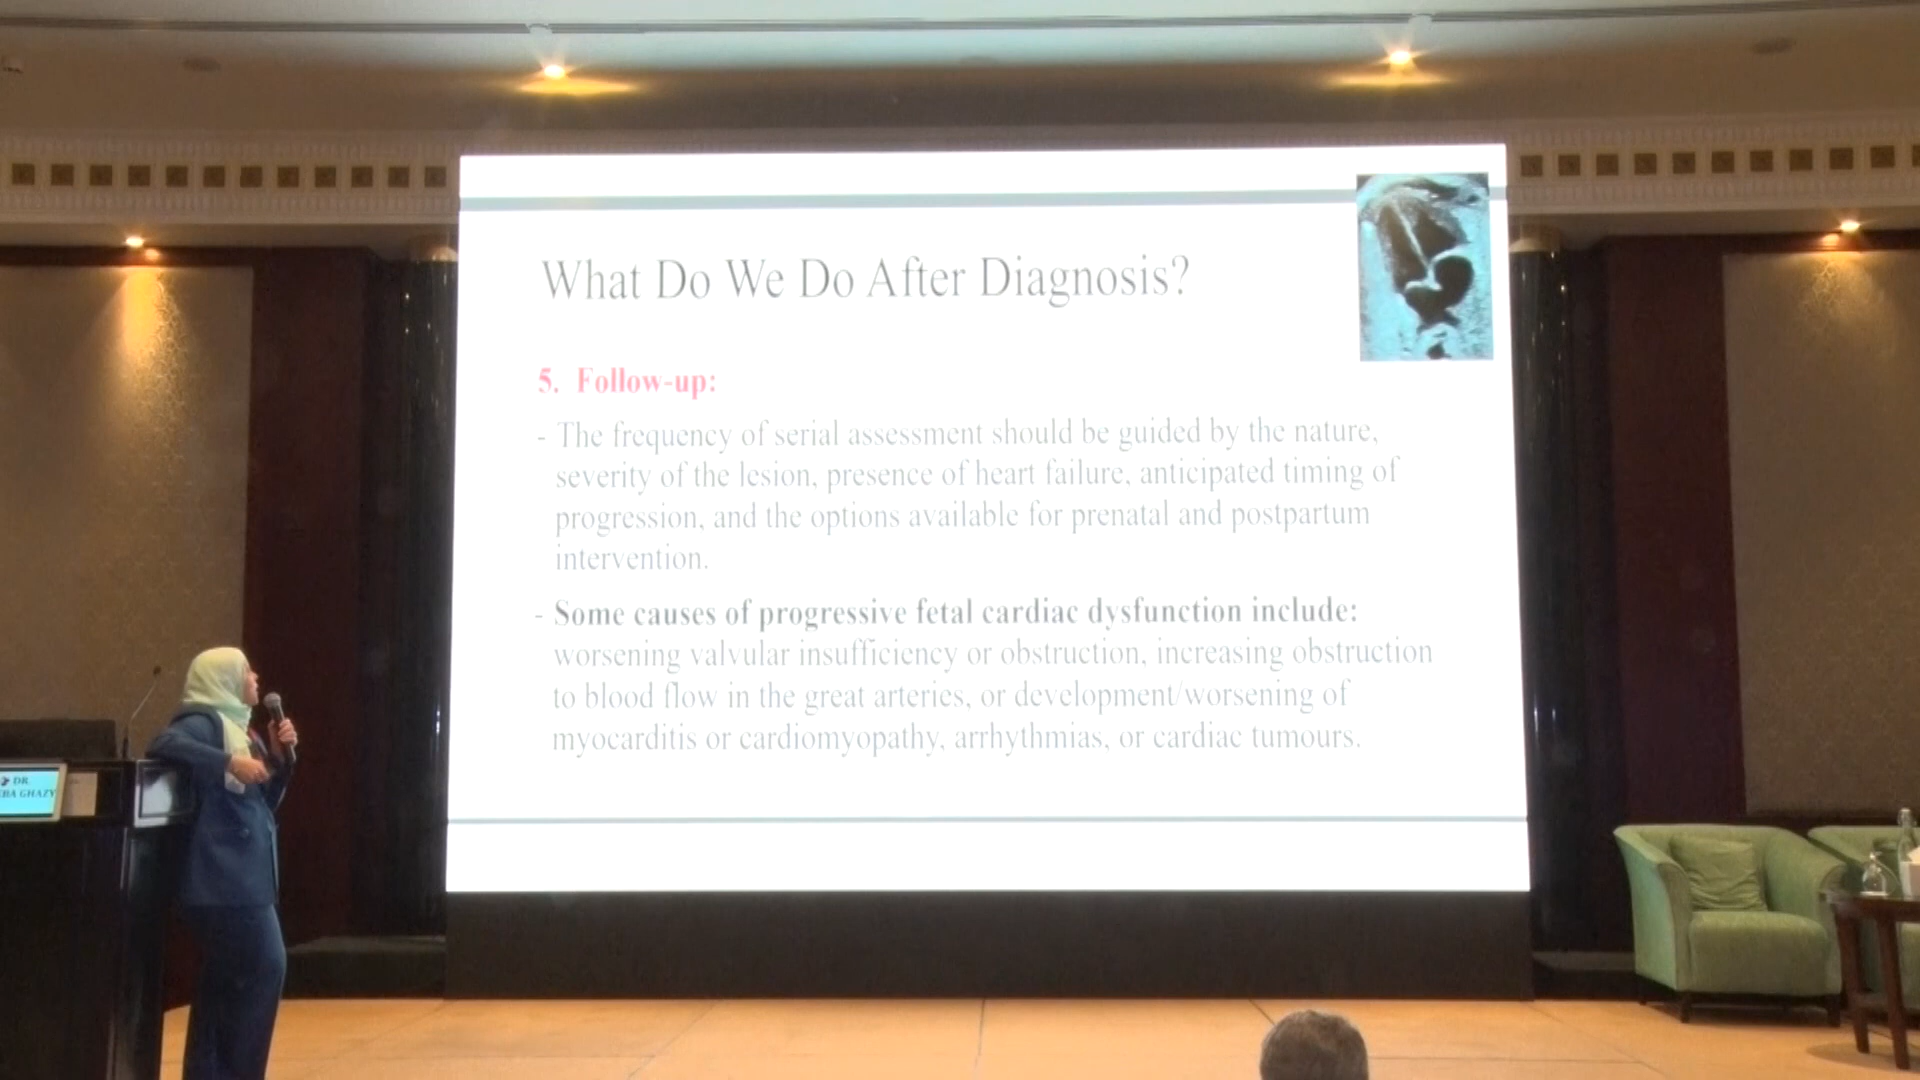 What Do We Do After Diagnosis?
5. Follow-up:
- The frequency of serial assessment should be guided by the nature,
severity of the lesion, presence of heart failure, anticipated timing of
progression, and the options available for prenatal and postpartum
intervention.
- Some causes of progressive fetal cardiac dysfunction include:
worsening valvular insufficiency or obstruction, increasing obstruction
to blood flow in the great arteries, or development/worsening of
myocarditis or cardiomyopathy, arrhythmias, or cardiac tumours.
DR.
EBA GHAZY